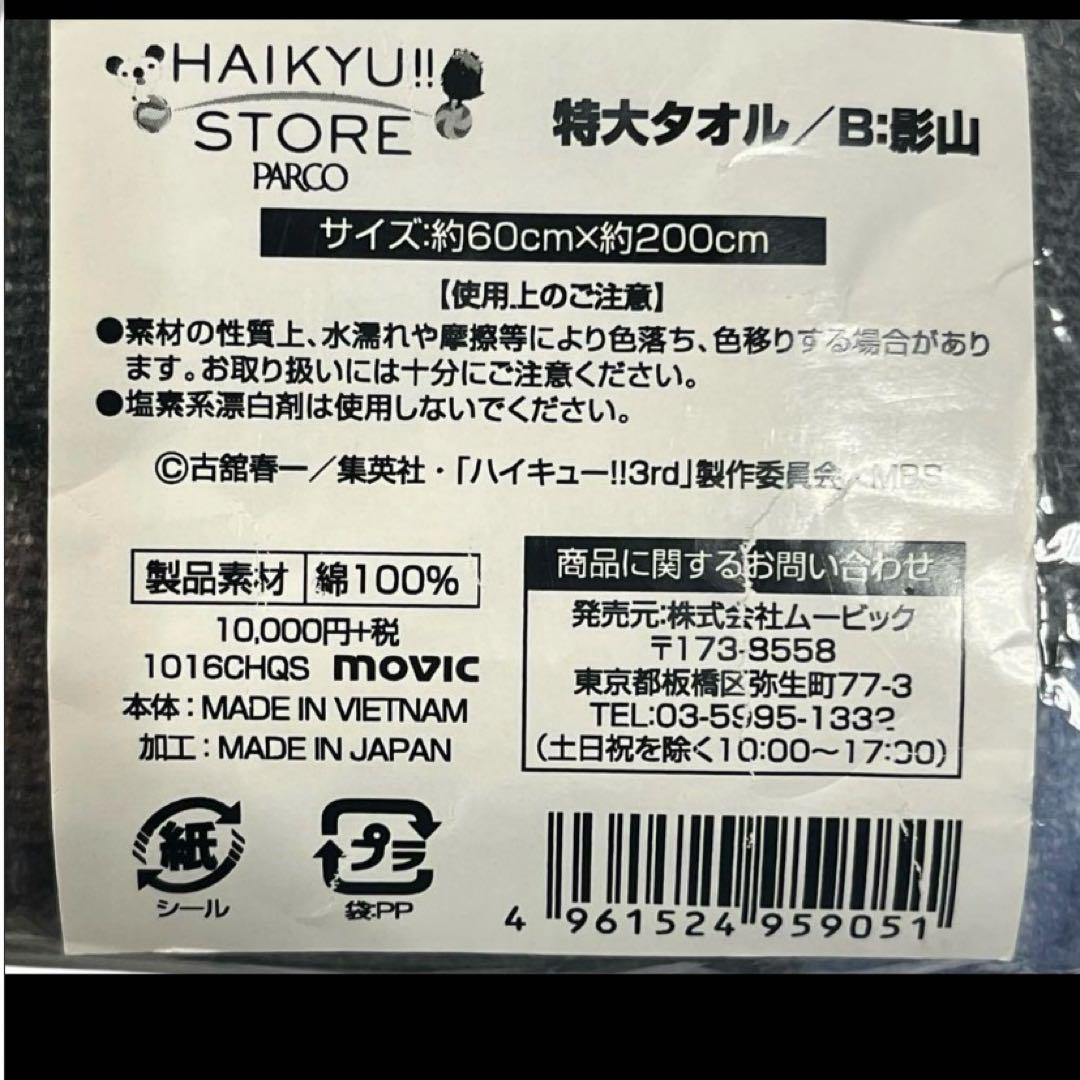 HAIKYU!!
STORE
PARCO
特大タオル／B:影山
サイズ:約60cm×約200cm
【使用上のご注意】
●素材の性質上、水濡れや摩擦等により色落ち、色移りする場合があり
ます。お取り扱いには十分にご注意ください。
●塩素系漂白剤は使用しないでください。
©古舘春一／集英社・「ハイキュー!!3rd」製作委員会・MBS
製品素材 綿100%
10,000円+税
1016CHQS movic
本体：MADE IN VIETNAM
加工：MADE IN JAPAN
商品に関するお問い合わせ
発売元:株式会社ムービック
〒173-8558
東京都板橋区弥生町77-3
TEL:03-5995-1332
（土日祝を除く10:00〜17:00）
紙
シール
プラ
袋:PP
4 961524 959051